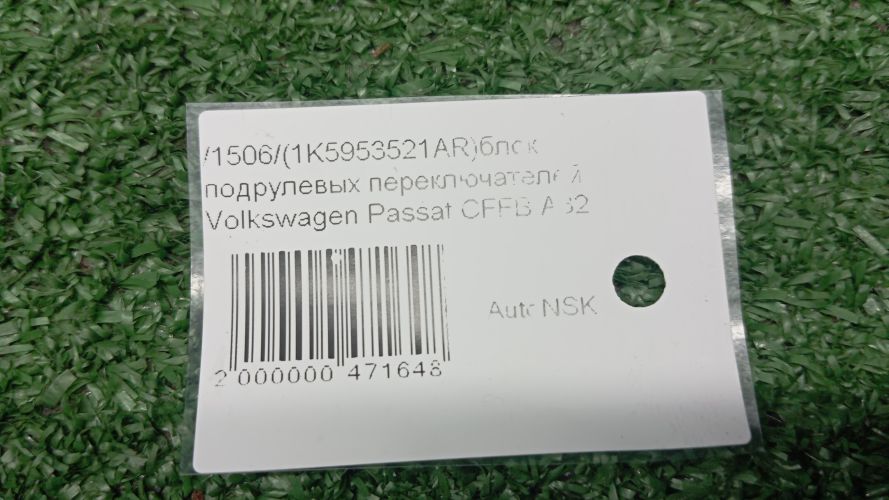 /1506/(1K5953521AR)блок
подрулевых переключателей
Volkswagen Passat CFFB A32
Auto NSK
2 000000 471648